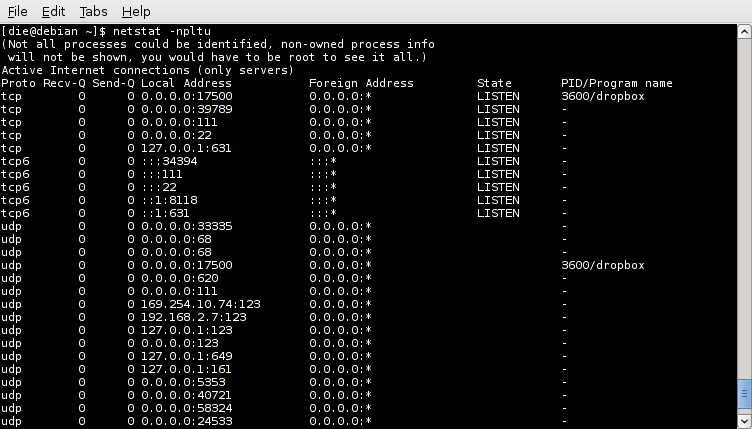 File Edit Tabs Help
[die@debian ~]$ netstat -npltu
(Not all processes could be identified, non-owned process info
 will not be shown, you would have to be root to see it all.)
Active Internet connections (only servers)
Proto Recv-Q Send-Q Local Address           Foreign Address         State       PID/Program name
tcp        0      0 0.0.0.0:17500           0.0.0.0:*               LISTEN      3600/dropbox
tcp        0      0 0.0.0.0:39789           0.0.0.0:*               LISTEN      -
tcp        0      0 0.0.0.0:111             0.0.0.0:*               LISTEN      -
tcp        0      0 0.0.0.0:22              0.0.0.0:*               LISTEN      -
tcp        0      0 127.0.0.1:631           0.0.0.0:*               LISTEN      -
tcp6       0      0 :::34394                :::*                    LISTEN      -
tcp6       0      0 :::111                  :::*                    LISTEN      -
tcp6       0      0 :::22                   :::*                    LISTEN      -
tcp6       0      0 ::1:8118                :::*                    LISTEN      -
tcp6       0      0 ::1:631                 :::*                    LISTEN      -
udp        0      0 0.0.0.0:33335           0.0.0.0:*                           -
udp        0      0 0.0.0.0:68              0.0.0.0:*                           -
udp        0      0 0.0.0.0:68              0.0.0.0:*                           -
udp        0      0 0.0.0.0:17500           0.0.0.0:*                           3600/dropbox
udp        0      0 0.0.0.0:620             0.0.0.0:*                           -
udp        0      0 0.0.0.0:111             0.0.0.0:*                           -
udp        0      0 169.254.10.74:123       0.0.0.0:*                           -
udp        0      0 192.168.2.7:123         0.0.0.0:*                           -
udp        0      0 127.0.0.1:123           0.0.0.0:*                           -
udp        0      0 0.0.0.0:123             0.0.0.0:*                           -
udp        0      0 127.0.0.1:649           0.0.0.0:*                           -
udp        0      0 127.0.0.1:161           0.0.0.0:*                           -
udp        0      0 0.0.0.0:5353            0.0.0.0:*                           -
udp        0      0 0.0.0.0:40721           0.0.0.0:*                           -
udp        0      0 0.0.0.0:58324           0.0.0.0:*                           -
udp        0      0 0.0.0.0:24533           0.0.0.0:*                           -